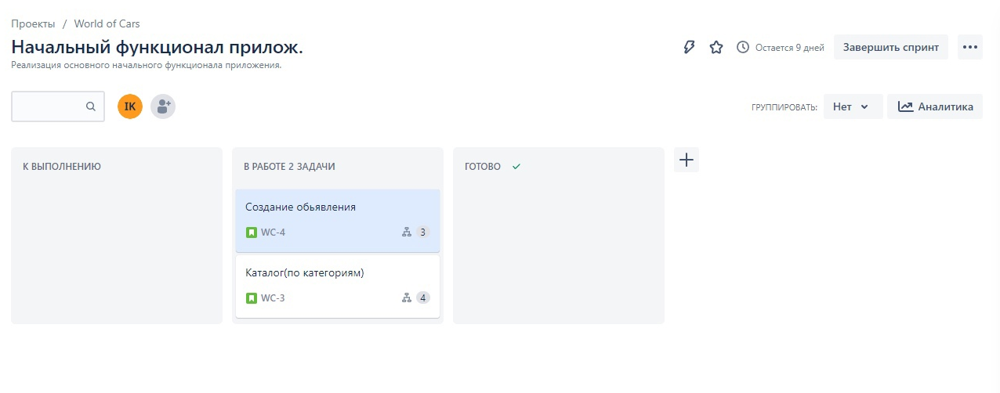 Проекты / World of Cars
Начальный функционал прилож.
Реализация основного начального функционала приложения.
Остается 9 дней
Завершить спринт
IK
ГРУППИРОВАТЬ:
Нет
Аналитика
К ВЫПОЛНЕНИЮ
В РАБОТЕ 2 ЗАДАЧИ
Создание обьявления
WC-4
3
Каталог(по категориям)
WC-3
4
ГОТОВО